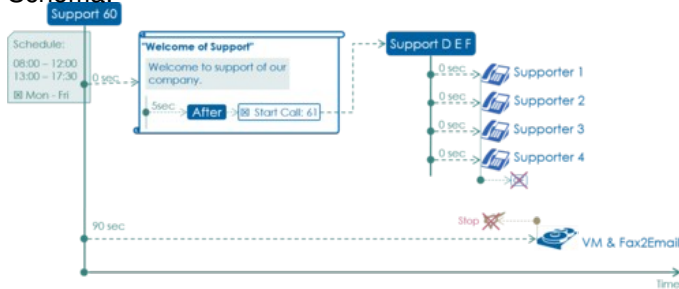 Schema:
Support 60
Schedule:
08:00 – 12:00
13:00 – 17:30
☒ Mon - Fri
0 sec
"Welcome of Support"
Welcome to support of our
company.
5sec
After
☒ Start Call: 61
Support D E F
0 sec
Supporter 1
0 sec
Supporter 2
0 sec
Supporter 3
0 sec
Supporter 4
90 sec
Stop
VM & Fax2Email
Time